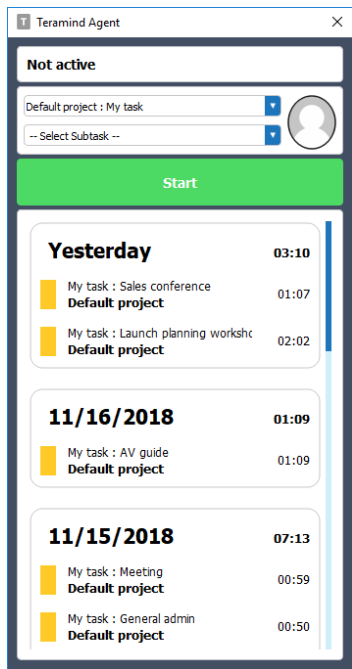 T Teramind Agent
Not active
Default project : My task
-- Select Subtask --
Start
Yesterday 03:10
My task : Sales conference
Default project 01:07
My task : Launch planning worksho
Default project 02:02
11/16/2018 01:09
My task : AV guide
Default project 01:09
11/15/2018 07:13
My task : Meeting
Default project 00:59
My task : General admin
Default project 00:50